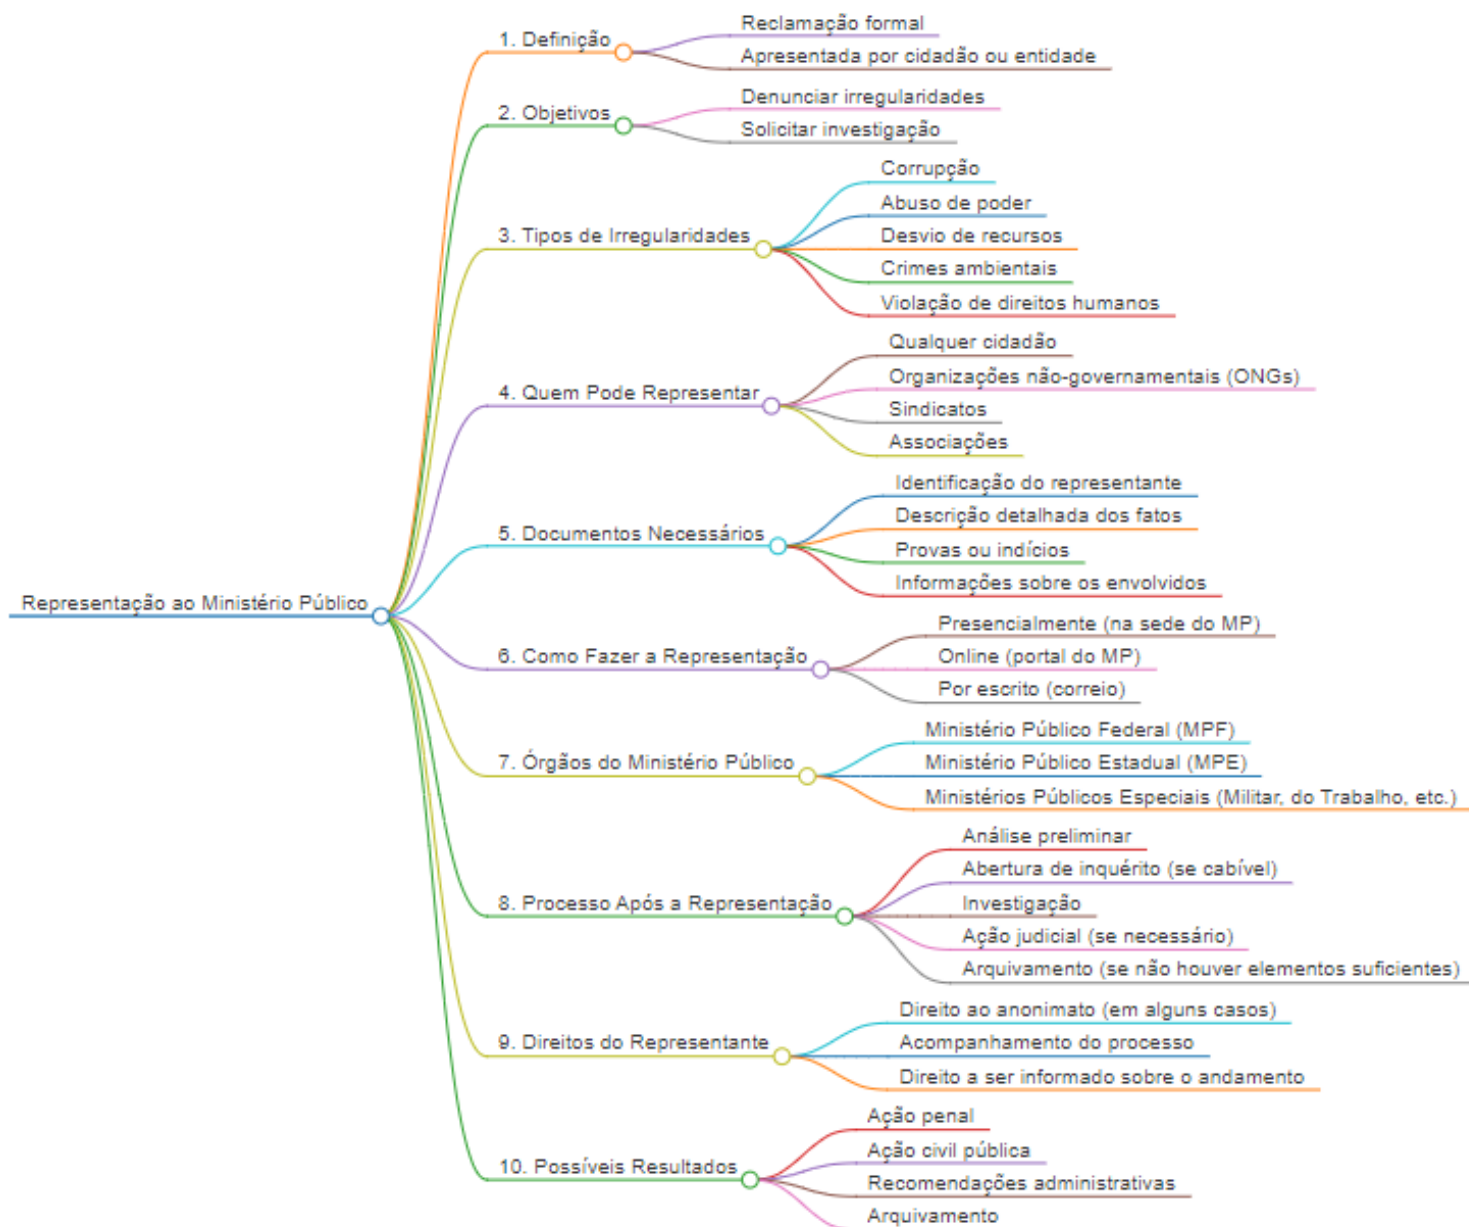 Representação ao Ministério Público
1. Definição
Reclamação formal
Apresentada por cidadão ou entidade
2. Objetivos
Denunciar irregularidades
Solicitar investigação
3. Tipos de Irregularidades
Corrupção
Abuso de poder
Desvio de recursos
Crimes ambientais
Violação de direitos humanos
4. Quem Pode Representar
Qualquer cidadão
Organizações não-governamentais (ONGs)
Sindicatos
Associações
5. Documentos Necessários
Identificação do representante
Descrição detalhada dos fatos
Provas ou indícios
Informações sobre os envolvidos
6. Como Fazer a Representação
Presencialmente (na sede do MP)
Online (portal do MP)
Por escrito (correio)
7. Órgãos do Ministério Público
Ministério Público Federal (MPF)
Ministério Público Estadual (MPE)
Ministérios Públicos Especiais (Militar, do Trabalho, etc.)
8. Processo Após a Representação
Análise preliminar
Abertura de inquérito (se cabível)
Investigação
Ação judicial (se necessário)
Arquivamento (se não houver elementos suficientes)
9. Direitos do Representante
Direito ao anonimato (em alguns casos)
Acompanhamento do processo
Direito a ser informado sobre o andamento
10. Possíveis Resultados
Ação penal
Ação civil pública
Recomendações administrativas
Arquivamento